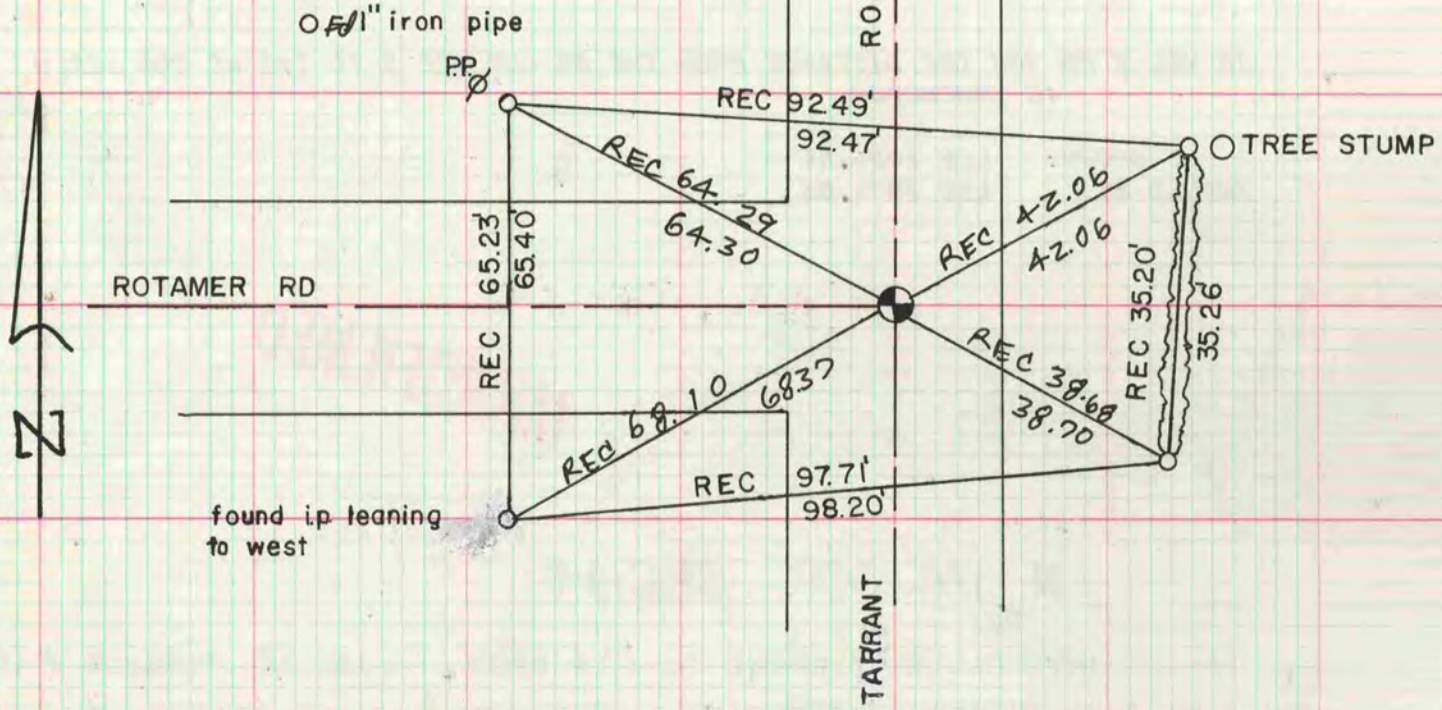 O Fd 1" iron pipe
RO
P.P.
REC 92.49'
92.47'
TREE STUMP
REC 64.29
64.30
REC 42.06
42.06
REC 65.23'
65.40'
REC 35.20'
35.26'
ROTAMER RD
REC 38.68
38.70
REC 68.10
6837
REC 97.71'
98.20'
found i.p. leaning
to west
N
TARRANT